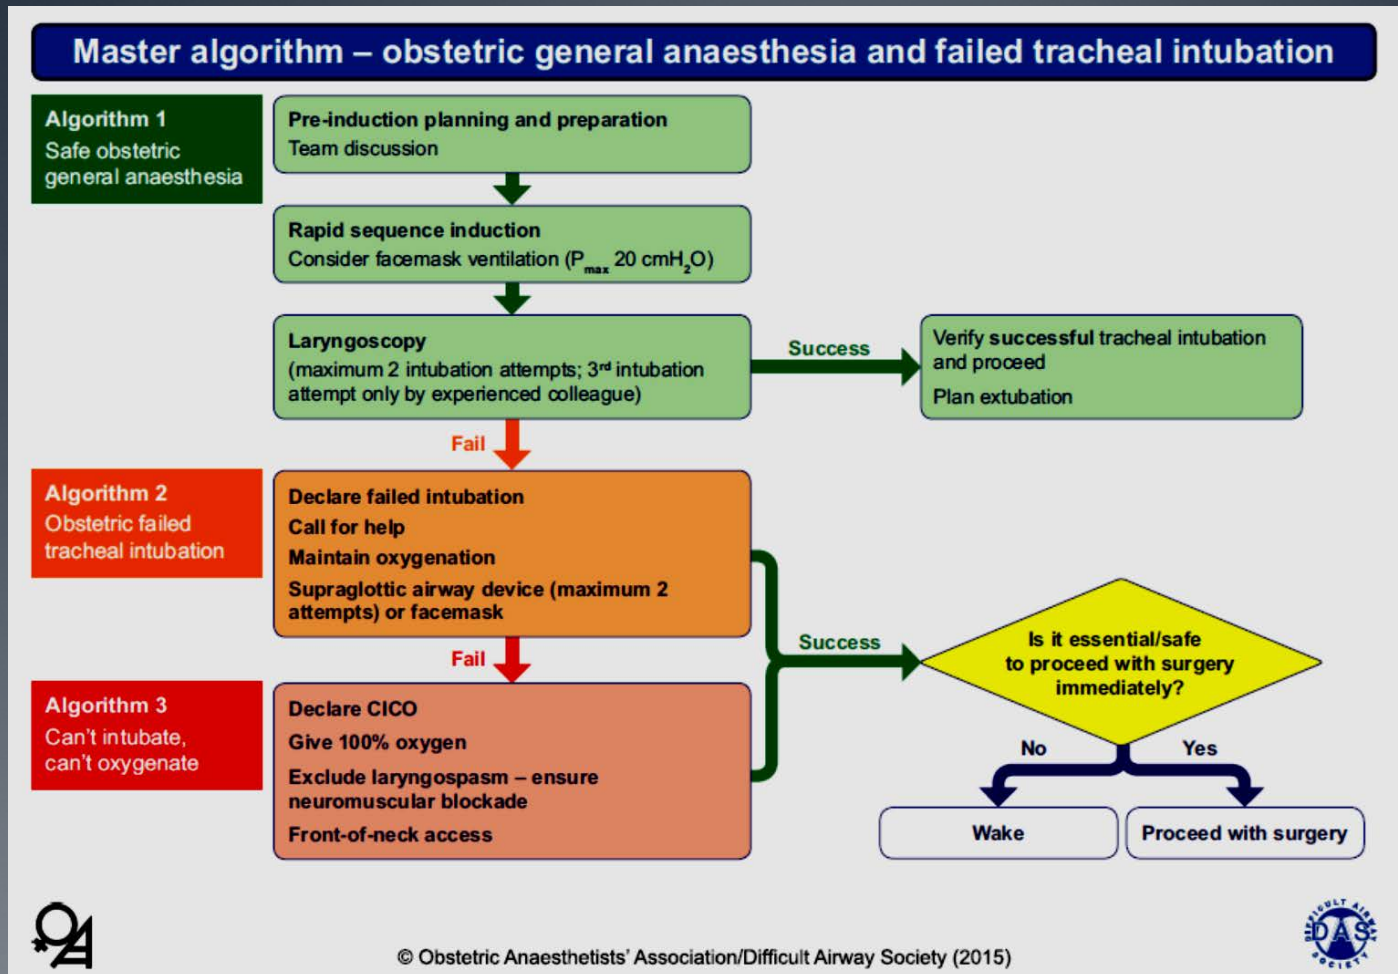 Master algorithm – obstetric general anaesthesia and failed tracheal intubation
Algorithm 1
Safe obstetric
general anaesthesia
Pre-induction planning and preparation
Team discussion
Rapid sequence induction
Consider facemask ventilation (Pmax 20 cmH2O)
Laryngoscopy
(maximum 2 intubation attempts; 3rd intubation
attempt only by experienced colleague)
Success
Verify successful tracheal intubation
and proceed
Plan extubation
Fail
Algorithm 2
Obstetric failed
tracheal intubation
Declare failed intubation
Call for help
Maintain oxygenation
Supraglottic airway device (maximum 2
attempts) or facemask
Success
Is it essential/safe
to proceed with surgery
immediately?
Fail
Algorithm 3
Can't intubate,
can't oxygenate
Declare CICO
Give 100% oxygen
Exclude laryngospasm – ensure
neuromuscular blockade
Front-of-neck access
No
Yes
Wake
Proceed with surgery
OAA
© Obstetric Anaesthetists' Association/Difficult Airway Society (2015)
DIFFICULT AIRWAY
DAS
SOCIETY